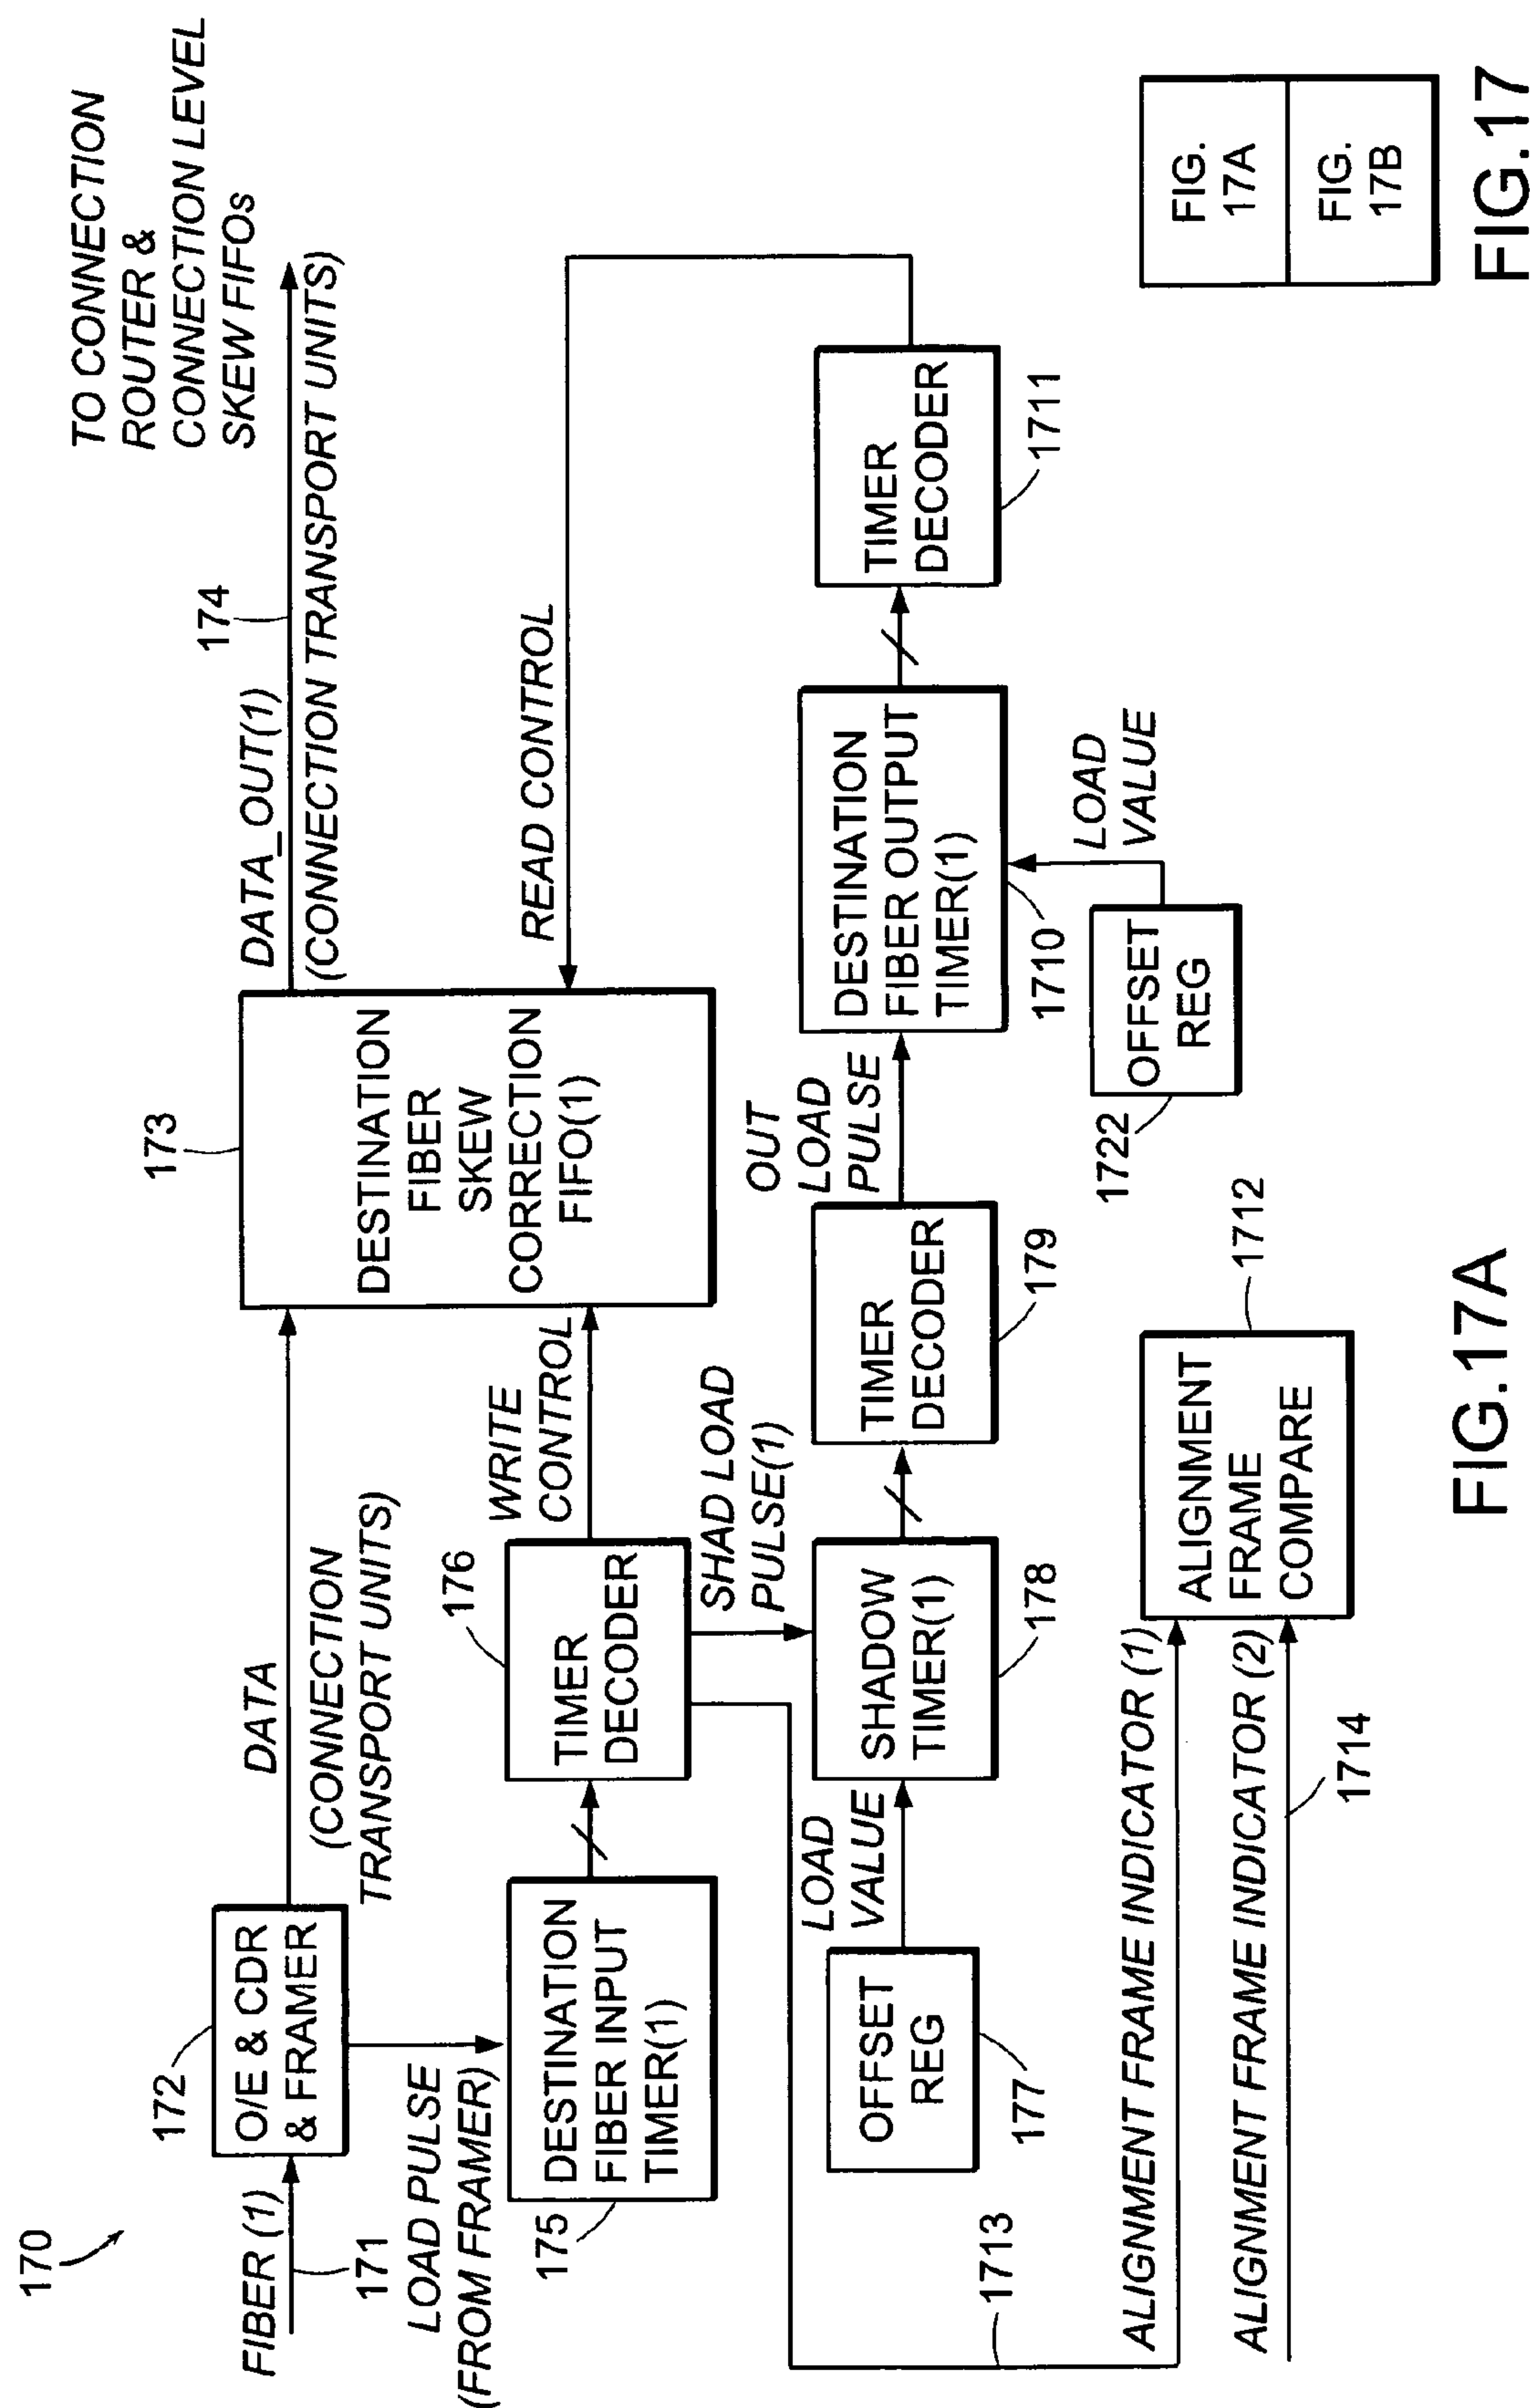 170
FIBER (1)
171
172
O/E & CDR
& FRAMER
DATA
(CONNECTION
TRANSPORT UNITS)
173
DESTINATION
FIBER
SKEW
CORRECTION
FIFO(1)
DATA_OUT(1)
174
(CONNECTION TRANSPORT UNITS)
TO CONNECTION
ROUTER &
CONNECTION LEVEL
SKEW FIFOs
LOAD PULSE
(FROM FRAMER)
175
DESTINATION
FIBER INPUT
TIMER(1)
176
TIMER
DECODER
WRITE
CONTROL
READ CONTROL
SHAD LOAD
PULSE(1)
177
OFFSET
REG
LOAD
VALUE
SHADOW
TIMER(1)
178
TIMER
DECODER
179
OUT
LOAD
PULSE
DESTINATION
FIBER OUTPUT
TIMER(1)
1710
TIMER
DECODER
1711
OFFSET
REG
1722
LOAD
VALUE
1713
ALIGNMENT FRAME INDICATOR (1)
ALIGNMENT FRAME INDICATOR (2)
1714
ALIGNMENT
FRAME
COMPARE
1712
FIG.17A
FIG.
17A
FIG.
17B
FIG.17